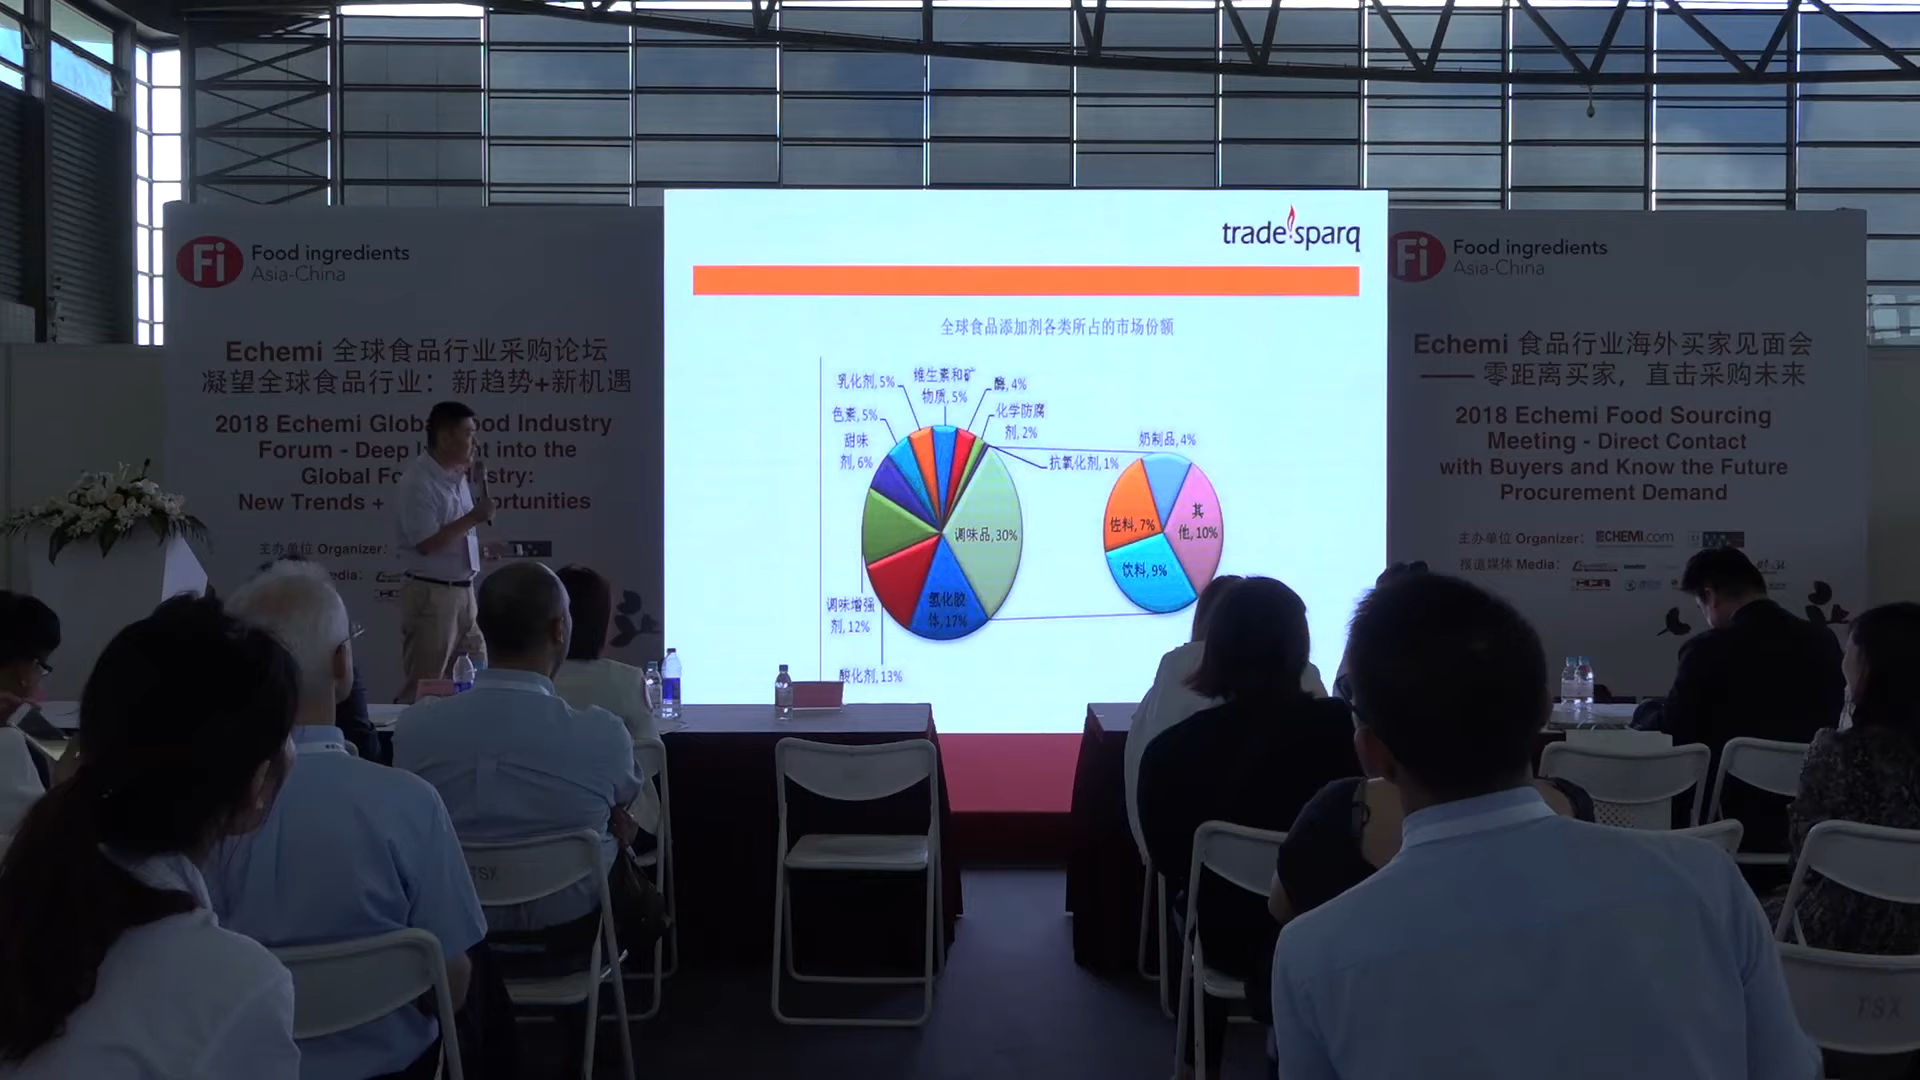 Fi Food ingredients
Asia-China
Echemi 全球食品行业采购论坛
凝望全球食品行业：新趋势+新机遇
2018 Echemi Food Industry
Forum - Deep into the
Global
New Trends +
主办单位 Organizer:
trade sparq
全球食品添加剂各类所占的市场份额
乳化剂, 5%
维生素和矿
物质, 5%
酶, 4%
色素, 5%
化学防腐
剂, 2%
甜味
剂, 6%
抗氧化剂, 1%
调味品, 30%
氢化胶
体, 17%
调味增强
剂, 12%
酸化剂, 13%
奶制品, 4%
佐料, 7%
其
他, 10%
饮料, 9%
Fi Food ingredients
Asia-China
Echemi 食品行业海外买家见面会
—— 零距离买家，直击采购未来
2018 Echemi Food Sourcing
Meeting - Direct Contact
with Buyers and Know the Future
Procurement Demand
主办单位 Organizer: ECHEMI.com
报道媒体 Media:
TSX
TSX